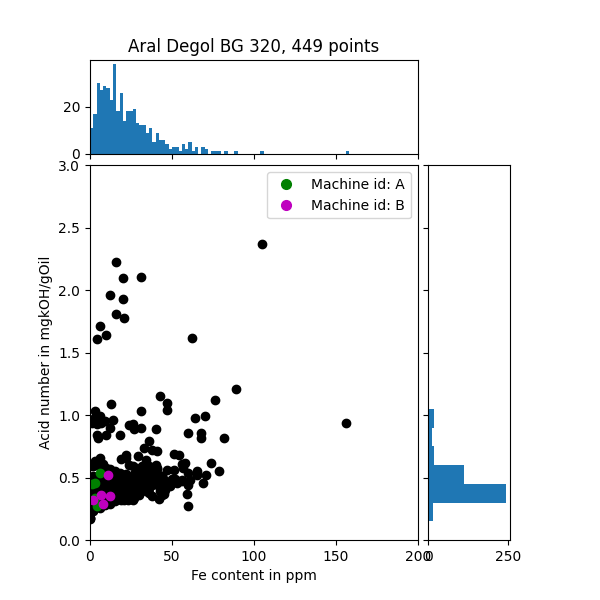 Aral Degol BG 320, 449 points
20
0
3.0
2.5
2.0
1.5
1.0
0.5
0.0
Acid number in mgkOH/gOil
Machine id: A
Machine id: B
0 50 100 150 200
0 250
Fe content in ppm